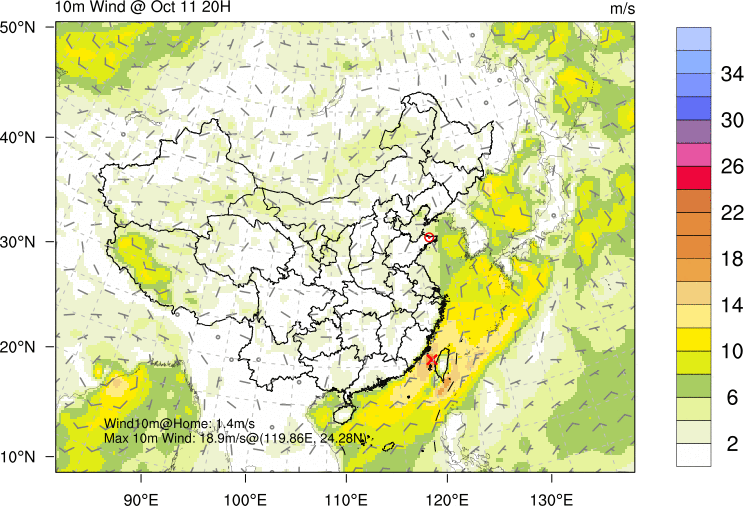 10m Wind @ Oct 11 20H
m/s
50°N
40°N
30°N
20°N
10°N
90°E
100°E
110°E
120°E
130°E
34
30
26
22
18
14
10
6
2
Wind10m@Home: 1.4m/s
Max 10m Wind: 18.9m/s@(119.86E, 24.28N)